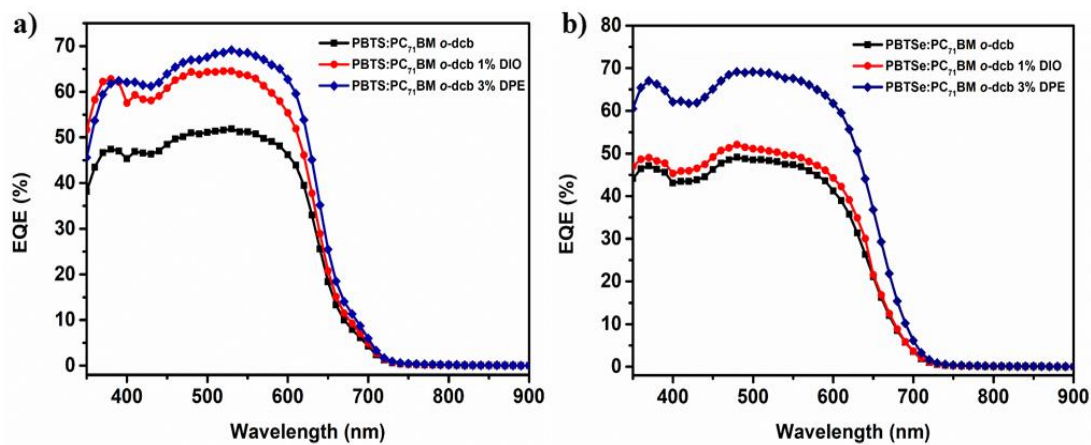 a)
PBTS:PC71BM o-dcb
PBTS:PC71BM o-dcb 1% DIO
PBTS:PC71BM o-dcb 3% DPE
EQE (%)
70
60
50
40
30
20
10
0
400 500 600 700 800 900
Wavelength (nm)
b)
PBTSe:PC71BM o-dcb
PBTSe:PC71BM o-dcb 1% DIO
PBTSe:PC71BM o-dcb 3% DPE
EQE (%)
80
70
60
50
40
30
20
10
0
400 500 600 700 800 900
Wavelength (nm)